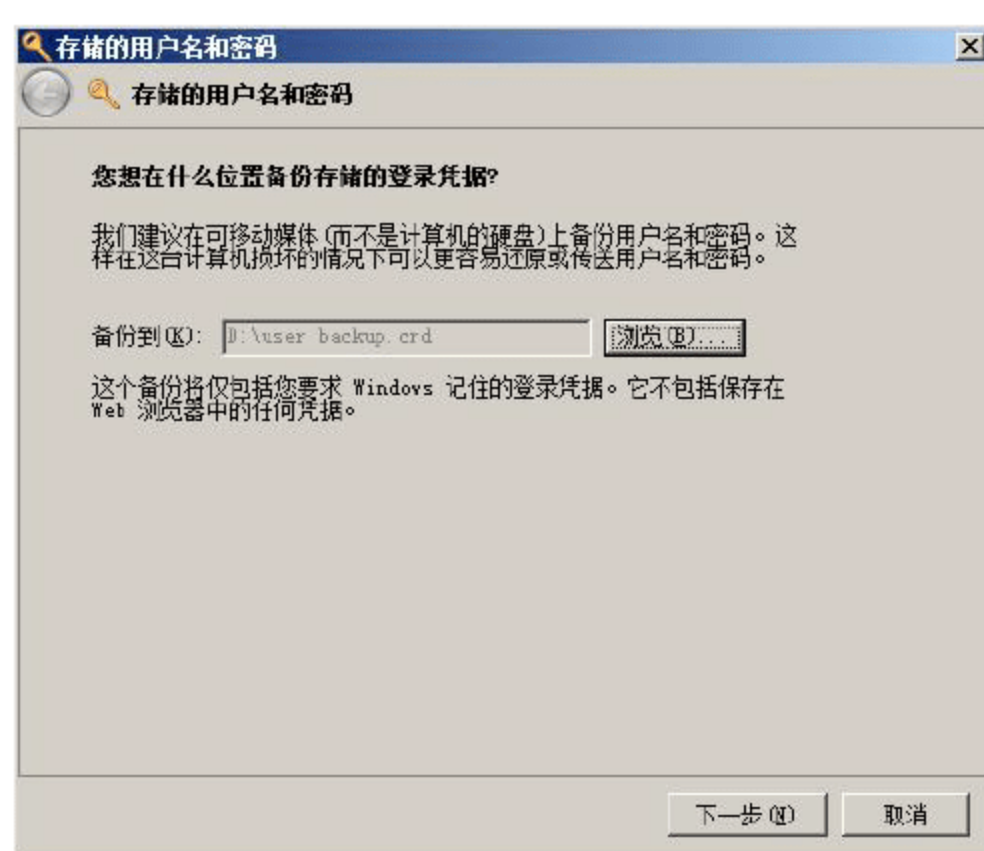 存储的用户名和密码
存储的用户名和密码
您想在什么位置备份存储的登录凭据?
我们建议在可移动媒体(而不是计算机的硬盘)上备份用户名和密码。这
样在这台计算机损坏的情况下可以更容易还原或传送用户名和密码。
备份到(K): D:\user backup.crd 浏览(B)...
这个备份将仅包括您要求 Windows 记住的登录凭据。它不包括保存在
Web 浏览器中的任何凭据。
下一步(N) 取消